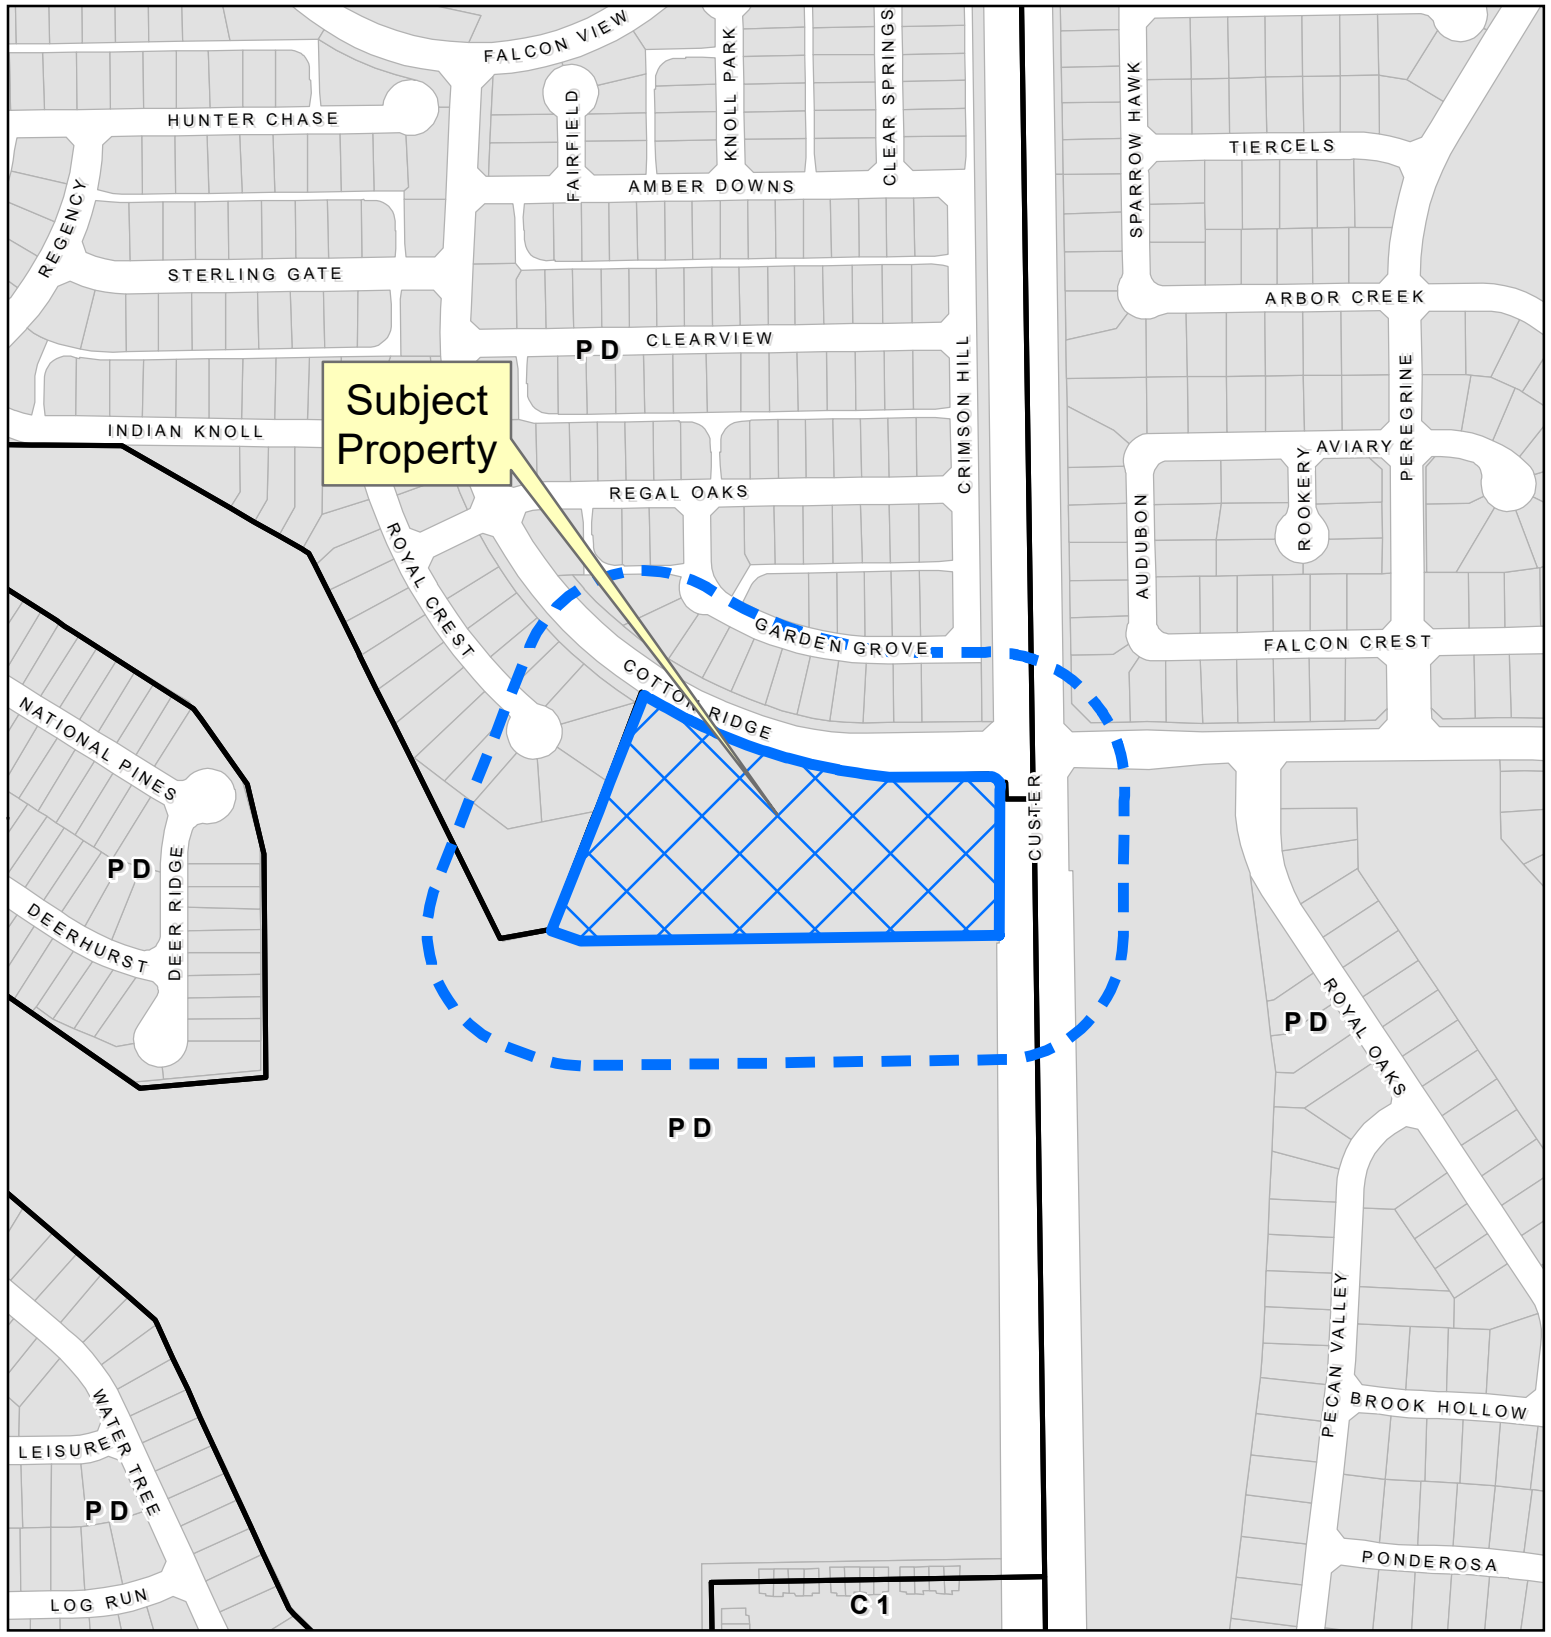 FALCON VIEW
KNOLL PARK
CLEAR SPRINGS
SPARROW HAWK
HUNTER CHASE
FAIRFIELD
TIERCELS
AMBER DOWNS
REGENCY
STERLING GATE
ARBOR CREEK
PD
CLEARVIEW
CRIMSON HILL
PEREGRINE
Subject
Property
INDIAN KNOLL
AVIARY
ROOKERY
REGAL OAKS
AUDUBON
ROYAL CREST
GARDEN GROVE
FALCON CREST
COTTON RIDGE
NATIONAL PINES
CUSTER
PD
DEER RIDGE
DEERHURST
PD
ROYAL OAKS
PD
PECAN VALLEY
BROOK HOLLOW
WATER TREE
LEISURE
PD
PONDEROSA
LOG RUN
C1